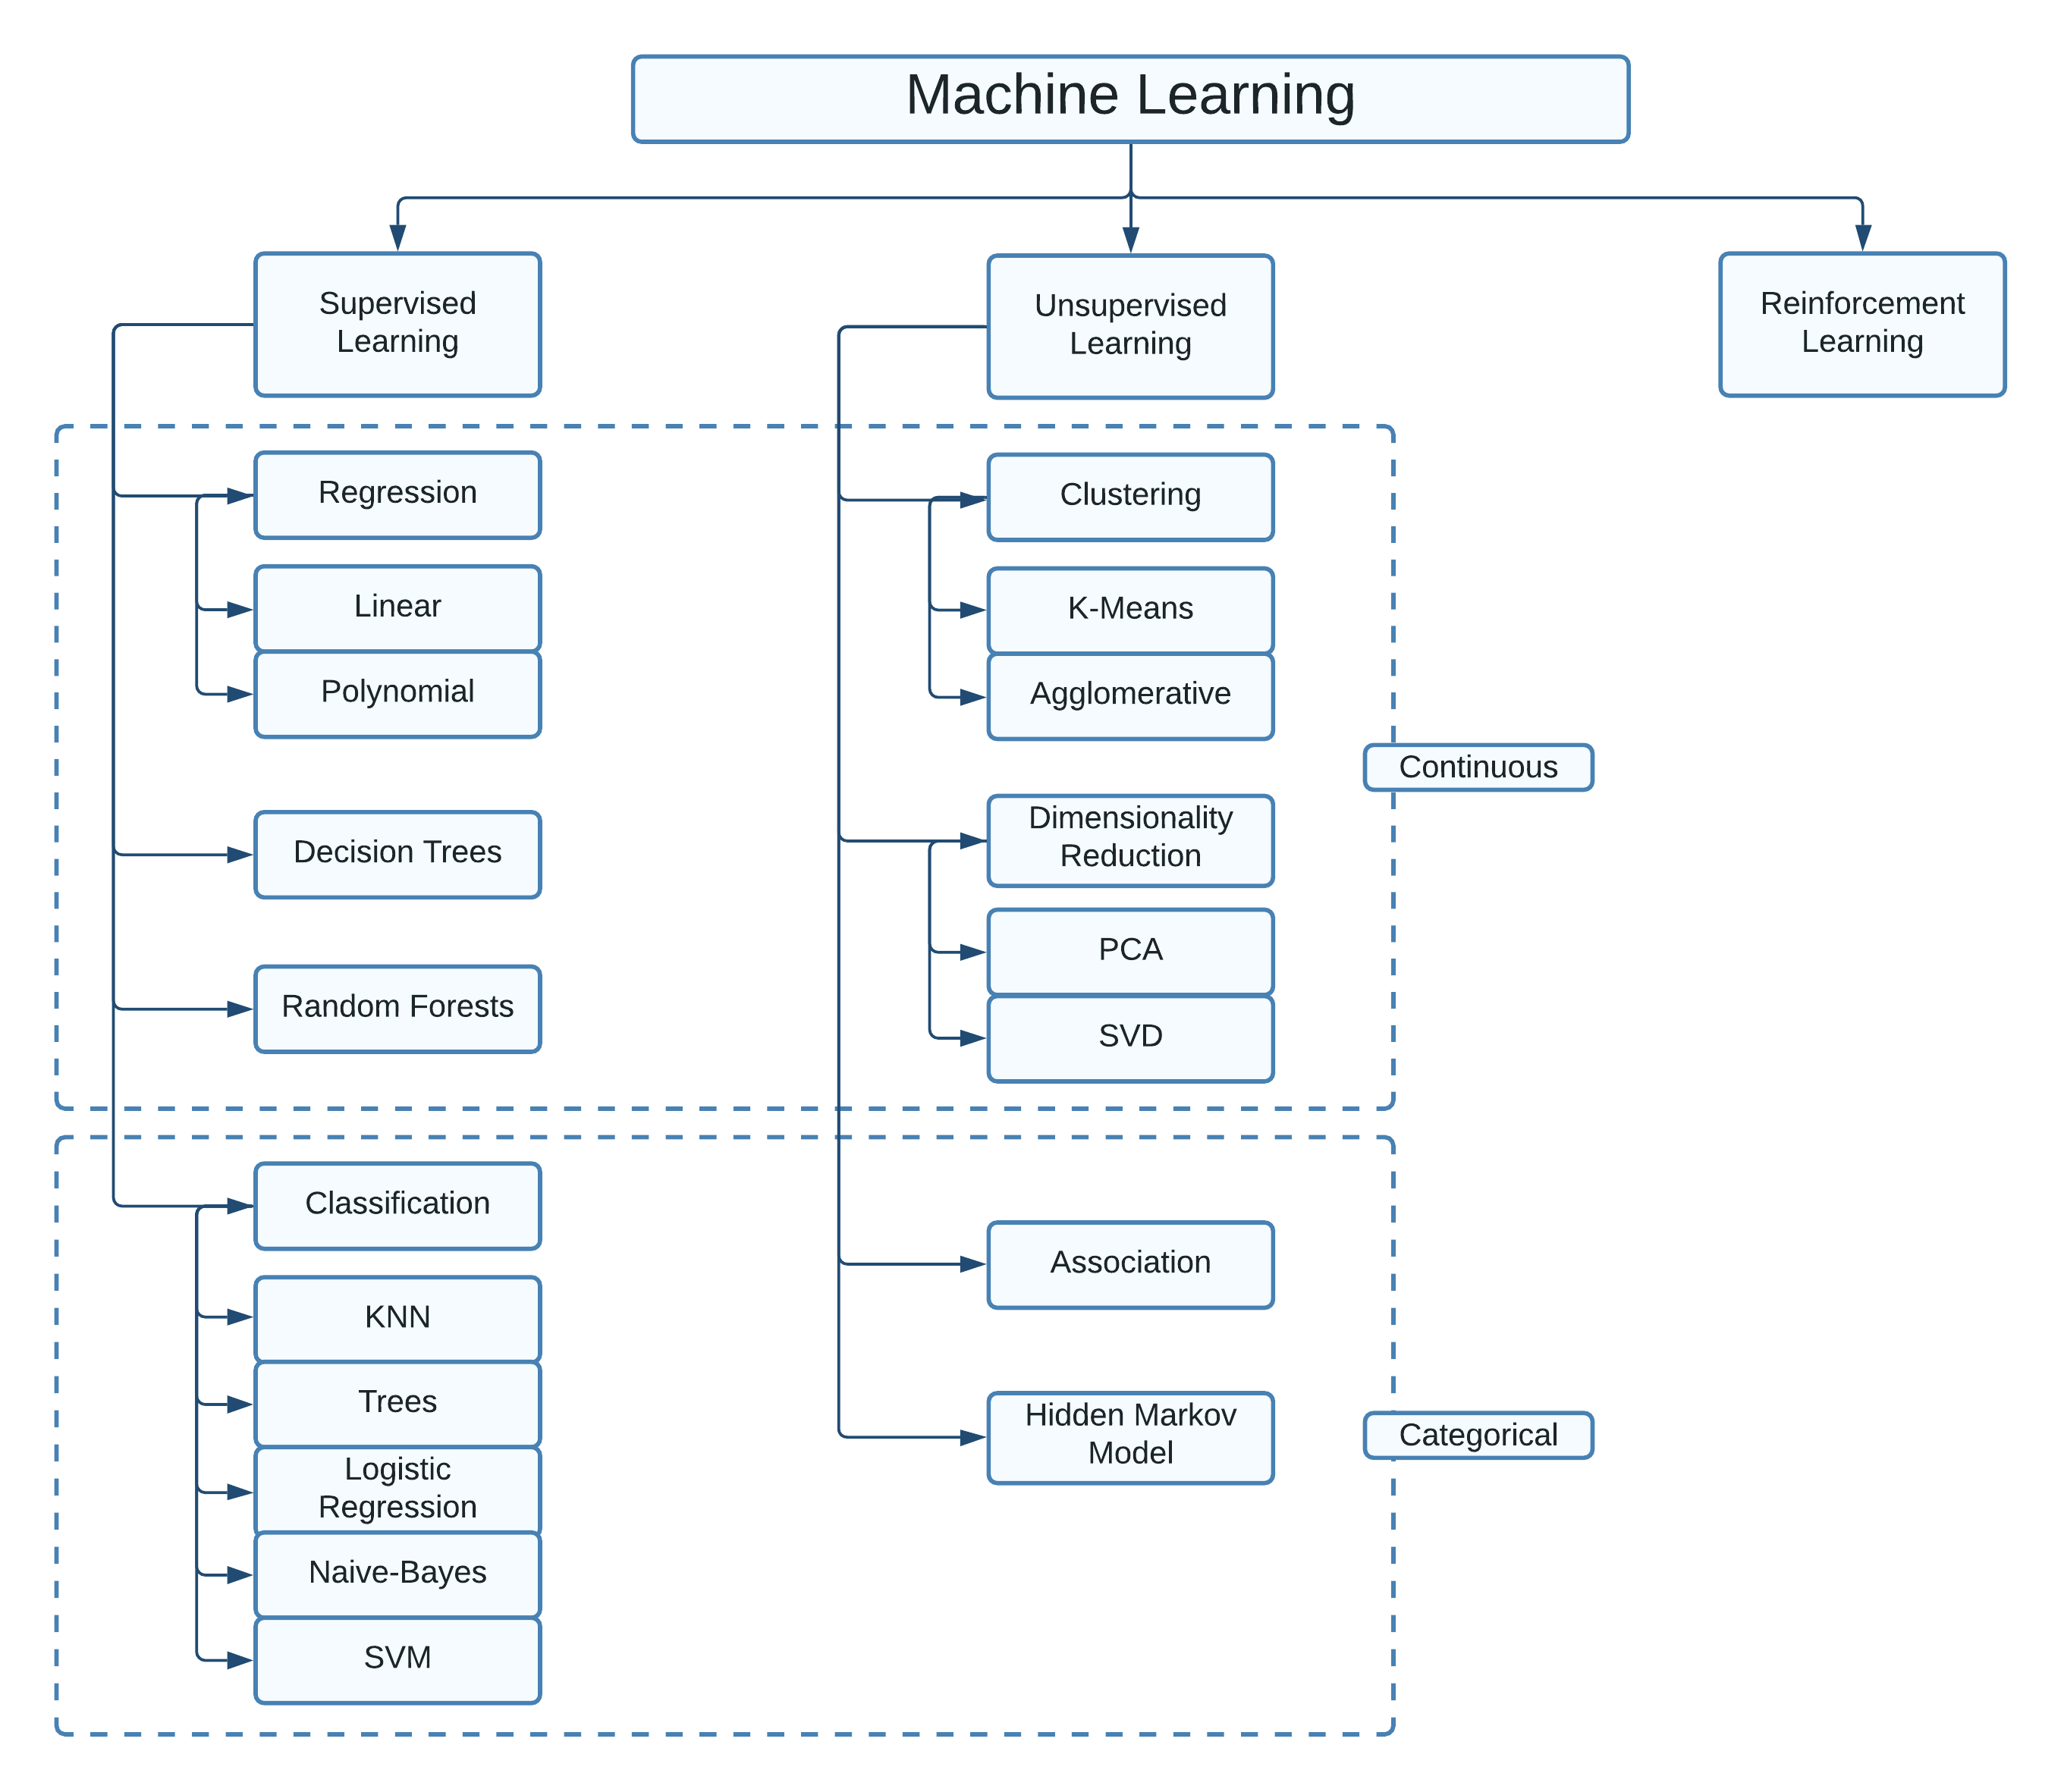 Machine Learning
Supervised
Learning
Unsupervised
Learning
Reinforcement
Learning
Regression
Linear
Polynomial
Decision Trees
Random Forests
Clustering
K-Means
Agglomerative
Dimensionality
Reduction
PCA
SVD
Continuous
Classification
KNN
Trees
Logistic
Regression
Naive-Bayes
SVM
Association
Hidden Markov
Model
Categorical